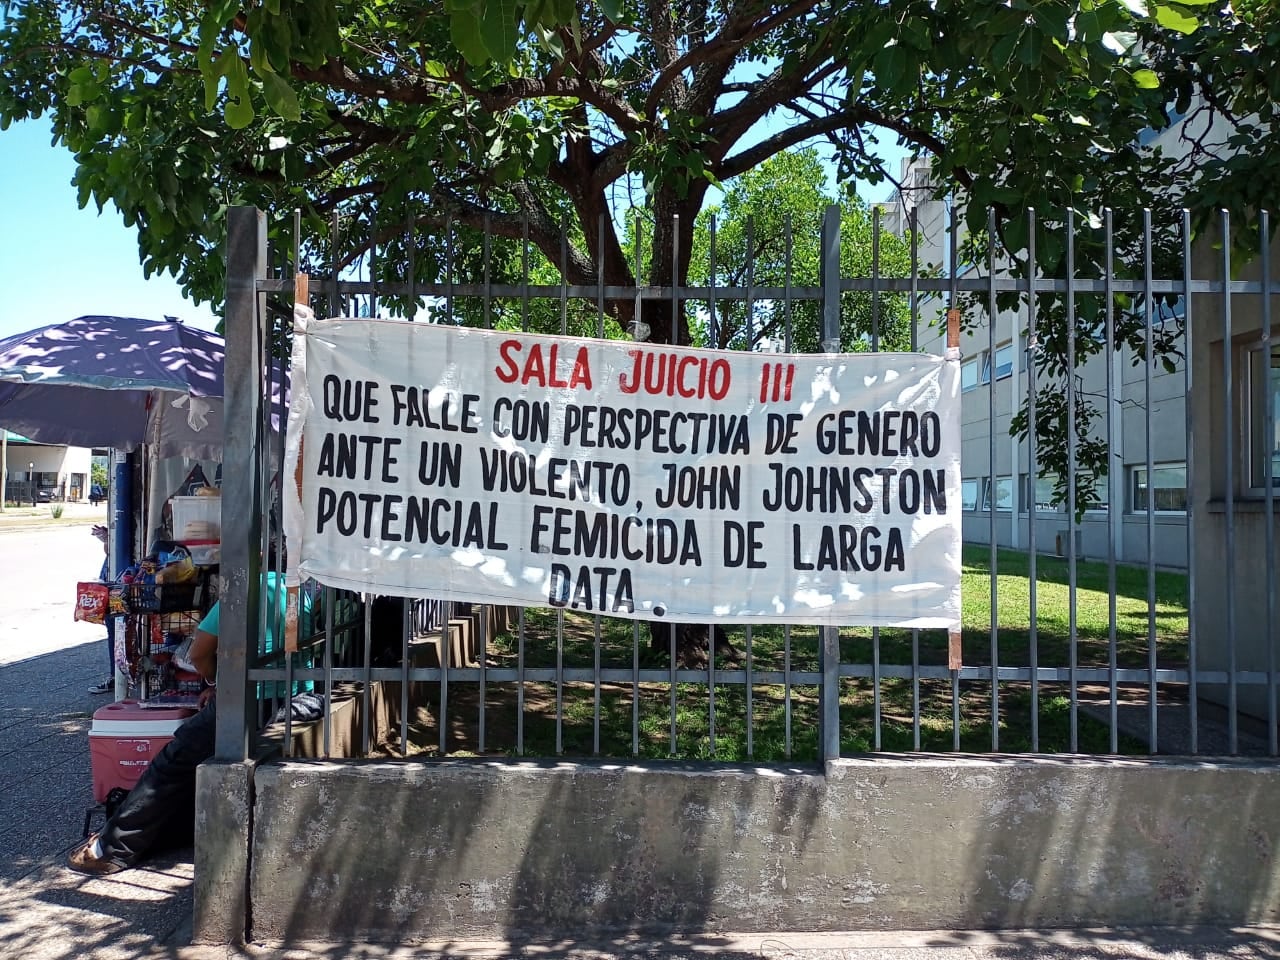 SALA JUICIO III
QUE FALLE CON PERSPECTIVA DE GENERO
ANTE UN VIOLENTO, JOHN JOHNSTON
POTENCIAL FEMICIDA DE LARGA
DATA.
Rex